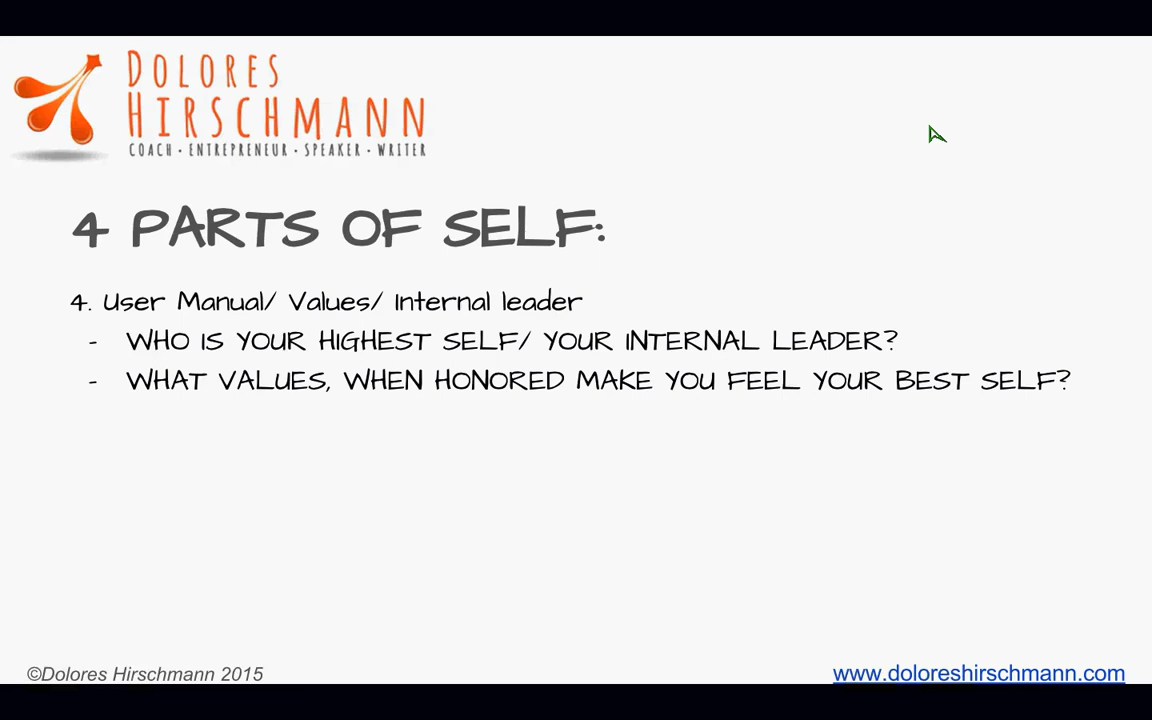 DOLORES
HIRSCHMANN
COACH · ENTREPRENEUR · SPEAKER · WRITER
4 PARTS OF SELF:
4. User Manual/ Values/ Internal leader
- WHO IS YOUR HIGHEST SELF/ YOUR INTERNAL LEADER?
- WHAT VALUES, WHEN HONORED MAKE YOU FEEL YOUR BEST SELF?
©Dolores Hirschmann 2015
www.doloreshirschmann.com